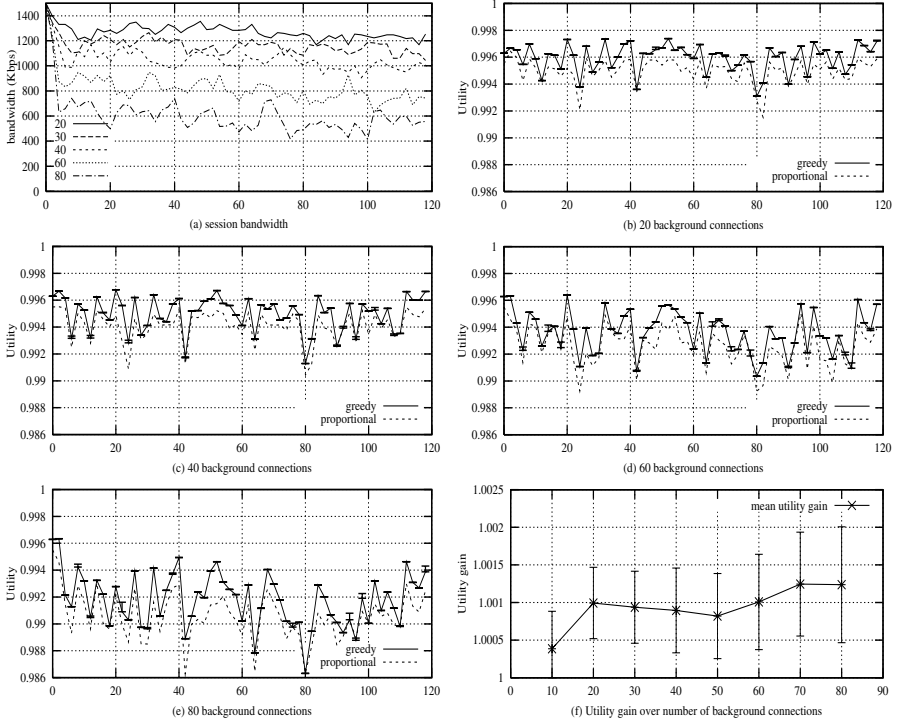 1400
1200
1000
800
600
400
200
0
bandwidth (Kbps)
20
30
40
60
80
0 20 40 60 80 100 120
(a) session bandwidth
1
0.998
0.996
0.994
0.992
0.99
0.988
0.986
Utility
greedy
proportional
0 20 40 60 80 100 120
(b) 20 background connections
1
0.998
0.996
0.994
0.992
0.99
0.988
0.986
Utility
greedy
proportional
0 20 40 60 80 100 120
(c) 40 background connections
1
0.998
0.996
0.994
0.992
0.99
0.988
0.986
Utility
greedy
proportional
0 20 40 60 80 100 120
(d) 60 background connections
1
0.998
0.996
0.994
0.992
0.99
0.988
0.986
Utility
greedy
proportional
0 20 40 60 80 100 120
(e) 80 background connections
1.0025
1.002
1.0015
1.001
1.0005
1
Utility gain
mean utility gain
0 10 20 30 40 50 60 70 80 90
(f) Utility gain over number of background connections